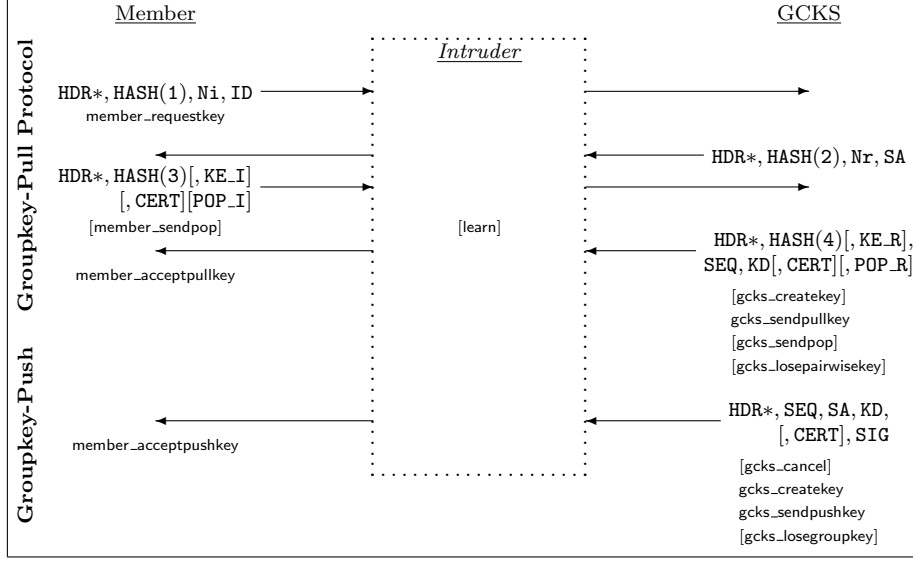 Member
GCKS
Intruder
Groupkey-Pull Protocol
HDR*, HASH(1), Ni, ID
member_requestkey
HDR*, HASH(2), Nr, SA
HDR*, HASH(3)[, KE_I]
[, CERT][POP_I]
[member_sendpop]
[learn]
HDR*, HASH(4)[, KE_R],
SEQ, KD[, CERT][, POP_R]
member_acceptpullkey
[gcks_createkey]
gcks_sendpullkey
[gcks_sendpop]
[gcks_losepairwisekey]
Groupkey-Push
HDR*, SEQ, SA, KD,
[, CERT], SIG
member_acceptpushkey
[gcks_cancel]
gcks_createkey
gcks_sendpushkey
[gcks_losegroupkey]